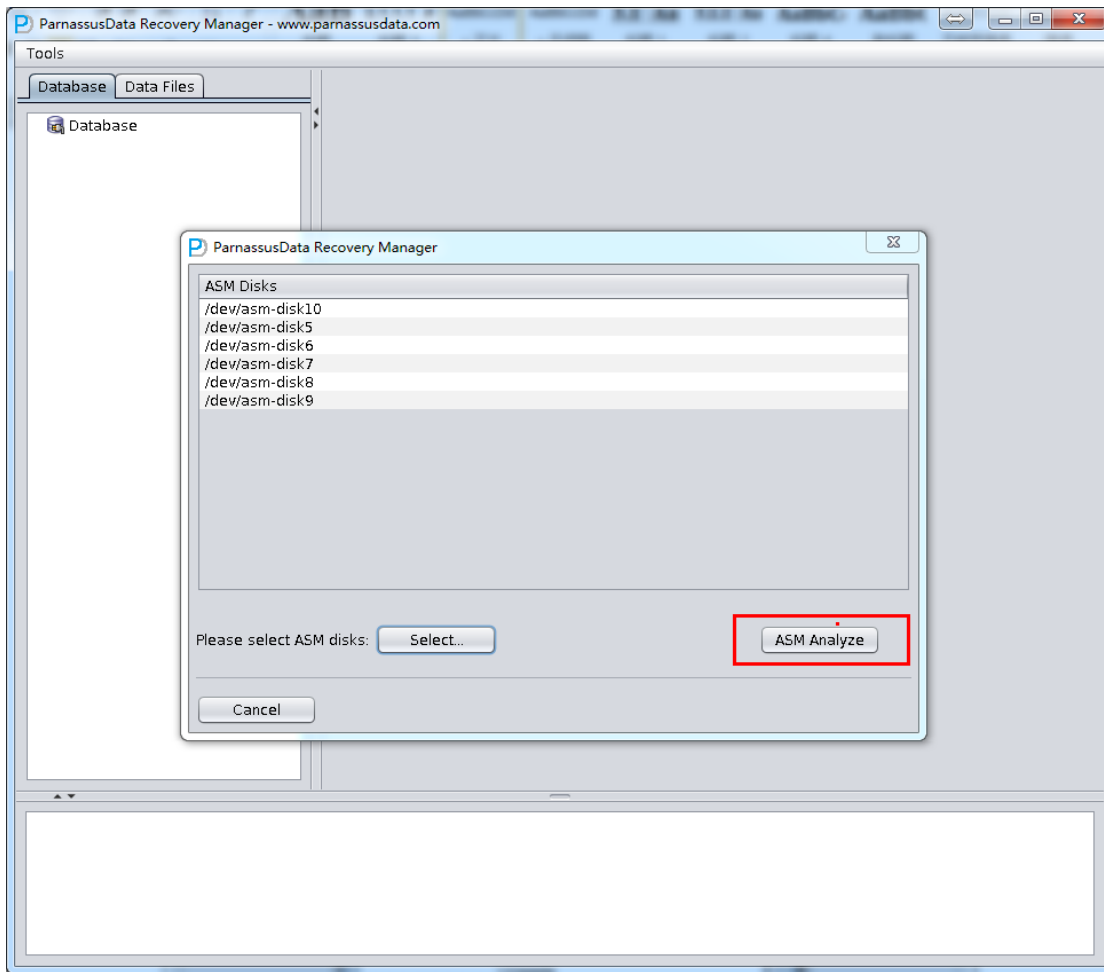 ParnassusData Recovery Manager - www.parnassusdata.com
Tools
Database Data Files
Database
ParnassusData Recovery Manager
ASM Disks
/dev/asm-disk10
/dev/asm-disk5
/dev/asm-disk6
/dev/asm-disk7
/dev/asm-disk8
/dev/asm-disk9
Please select ASM disks: Select... ASM Analyze
Cancel